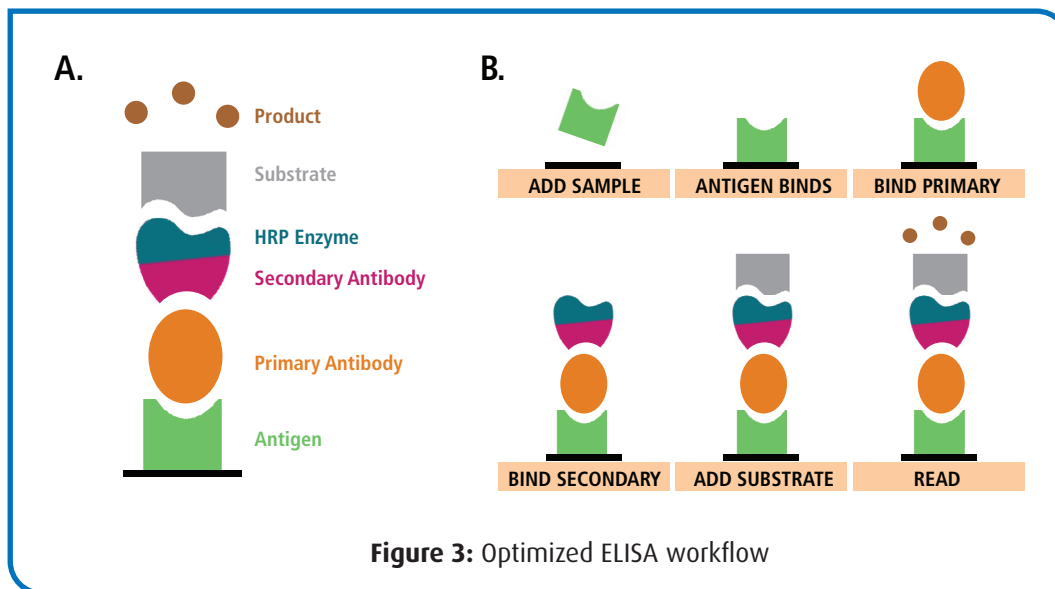 A.
Product
Substrate
HRP Enzyme
Secondary Antibody
Primary Antibody
Antigen
B.
ADD SAMPLE
ANTIGEN BINDS
BIND PRIMARY
BIND SECONDARY
ADD SUBSTRATE
READ
Figure 3: Optimized ELISA workflow